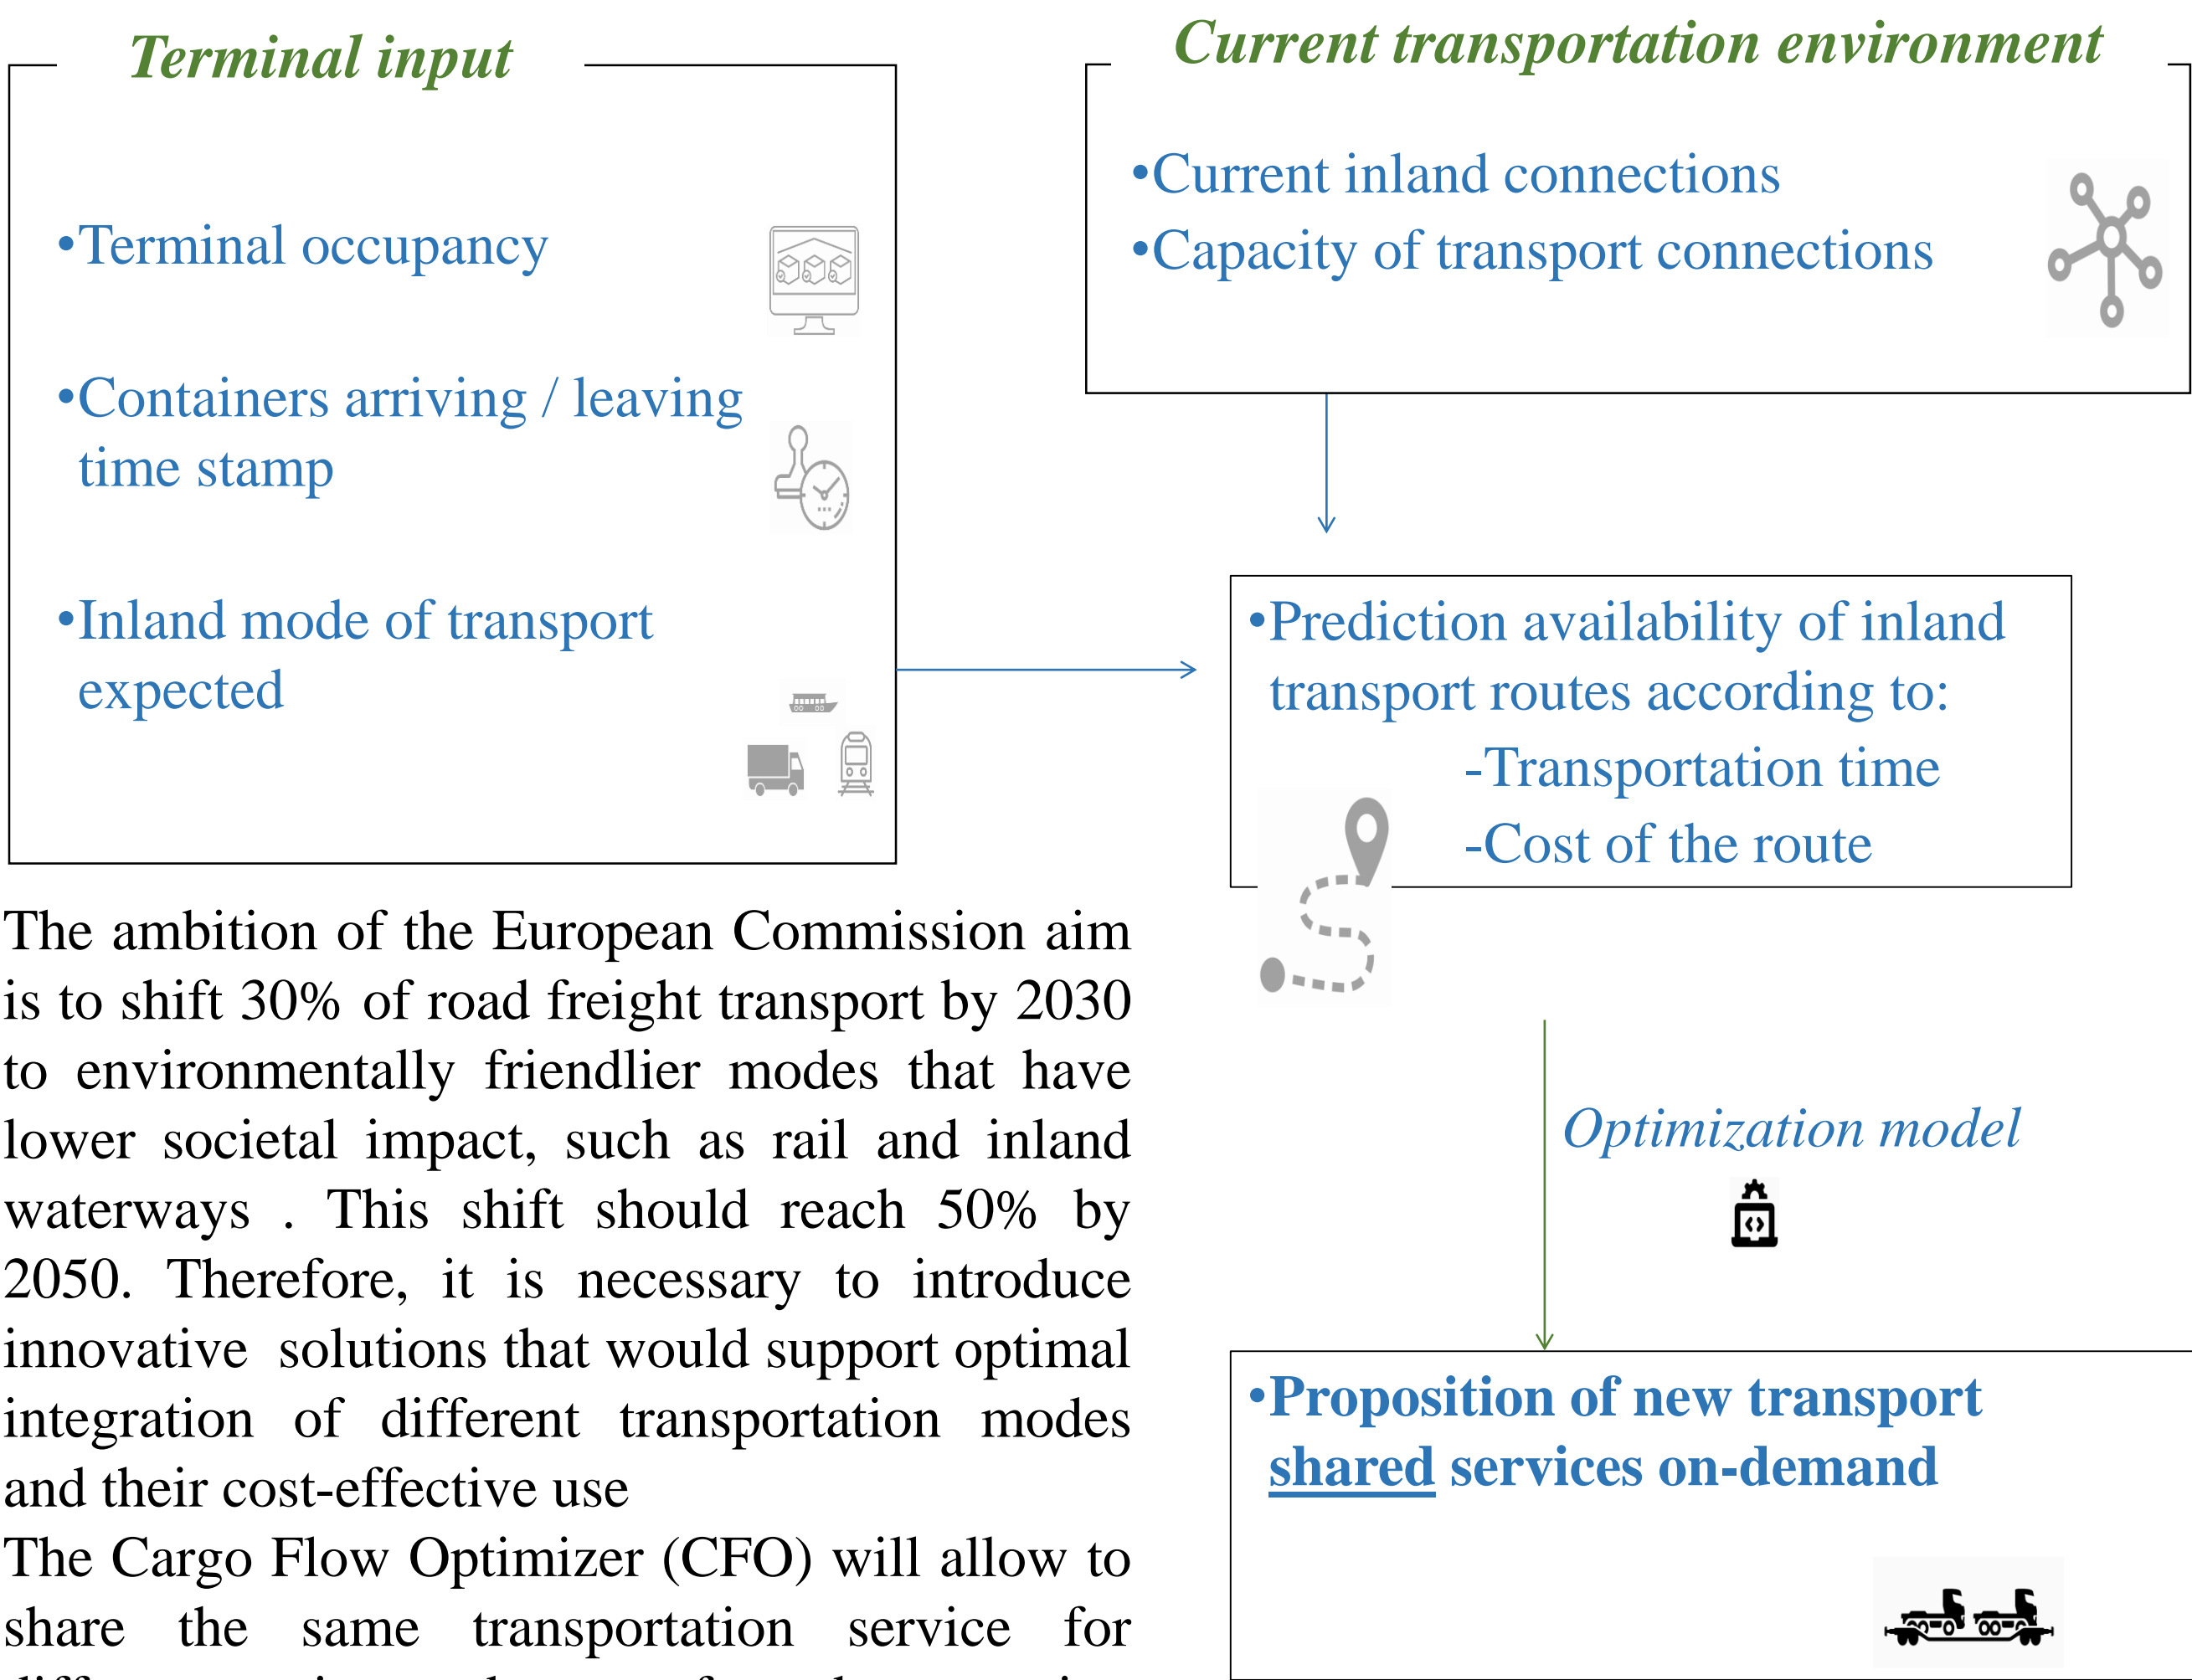 Terminal input
•Terminal occupancy
•Containers arriving / leaving
time stamp
•Inland mode of transport
expected
Current transportation environment
•Current inland connections
•Capacity of transport connections
•Prediction availability of inland
transport routes according to:
-Transportation time
-Cost of the route
Optimization model
•Proposition of new transport
shared services on-demand
The ambition of the European Commission aim
is to shift 30% of road freight transport by 2030
to environmentally friendlier modes that have
lower societal impact, such as rail and inland
waterways . This shift should reach 50% by
2050. Therefore, it is necessary to introduce
innovative solutions that would support optimal
integration of different transportation modes
and their cost-effective use
The Cargo Flow Optimizer (CFO) will allow to
share the same transportation service for